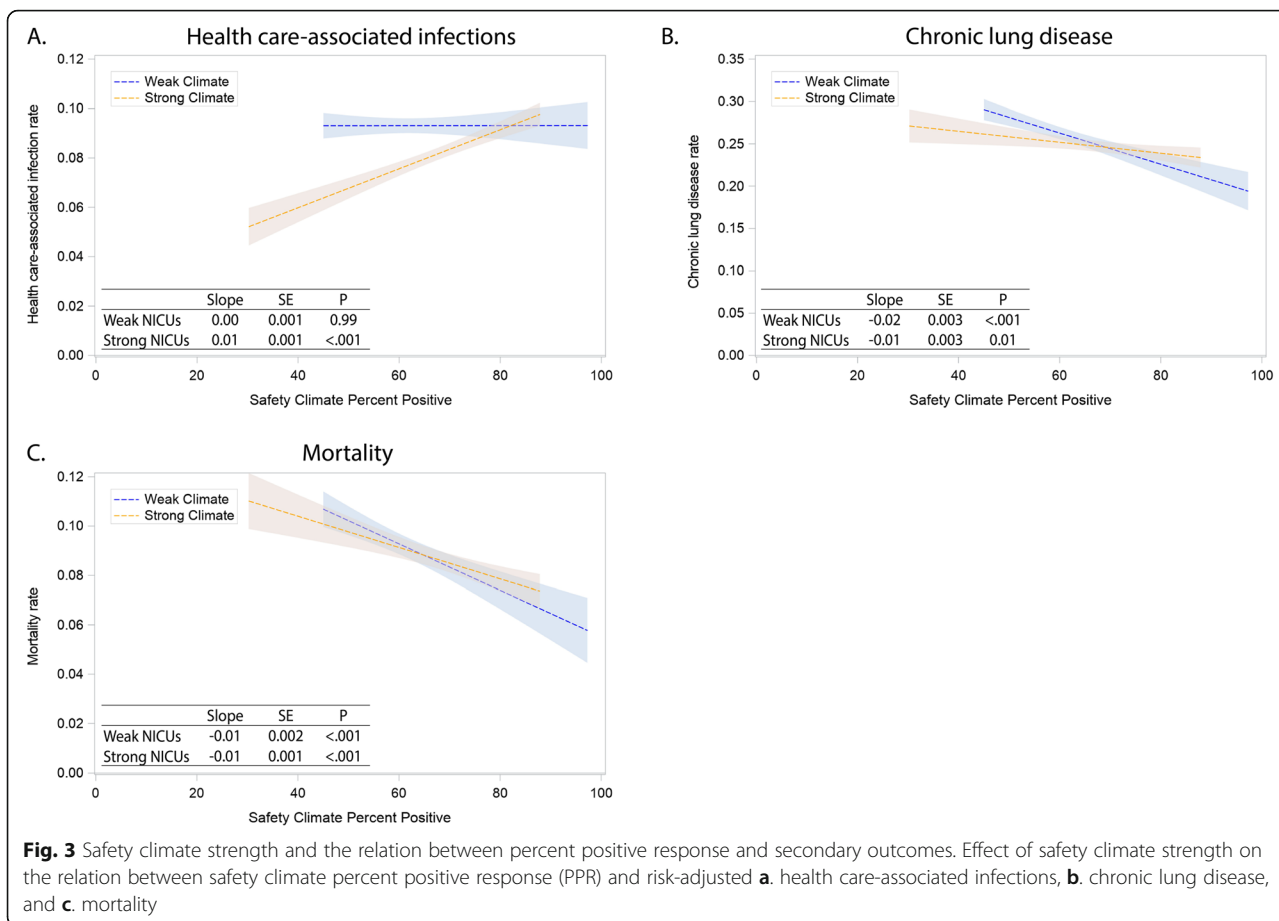 A. Health care-associated infections
0.12
0.10
0.08
0.06
0.04
0.02
0.00
Health care-associated infection rate
Weak Climate
Strong Climate
Slope SE P
Weak NICUs 0.00 0.001 0.99
Strong NICUs 0.01 0.001 <.001
0 20 40 60 80 100
Safety Climate Percent Positive
B. Chronic lung disease
0.35
0.30
0.25
0.20
0.15
0.10
0.05
0.00
Chronic lung disease rate
Weak Climate
Strong Climate
Slope SE P
Weak NICUs -0.02 0.003 <.001
Strong NICUs -0.01 0.003 0.01
0 20 40 60 80 100
Safety Climate Percent Positive
C. Mortality
0.12
0.10
0.08
0.06
0.04
0.02
0.00
Mortality rate
Weak Climate
Strong Climate
Slope SE P
Weak NICUs -0.01 0.002 <.001
Strong NICUs -0.01 0.001 <.001
0 20 40 60 80 100
Safety Climate Percent Positive
Fig. 3 Safety climate strength and the relation between percent positive response and secondary outcomes. Effect of safety climate strength on
the relation between safety climate percent positive response (PPR) and risk-adjusted a. health care-associated infections, b. chronic lung disease,
and c. mortality